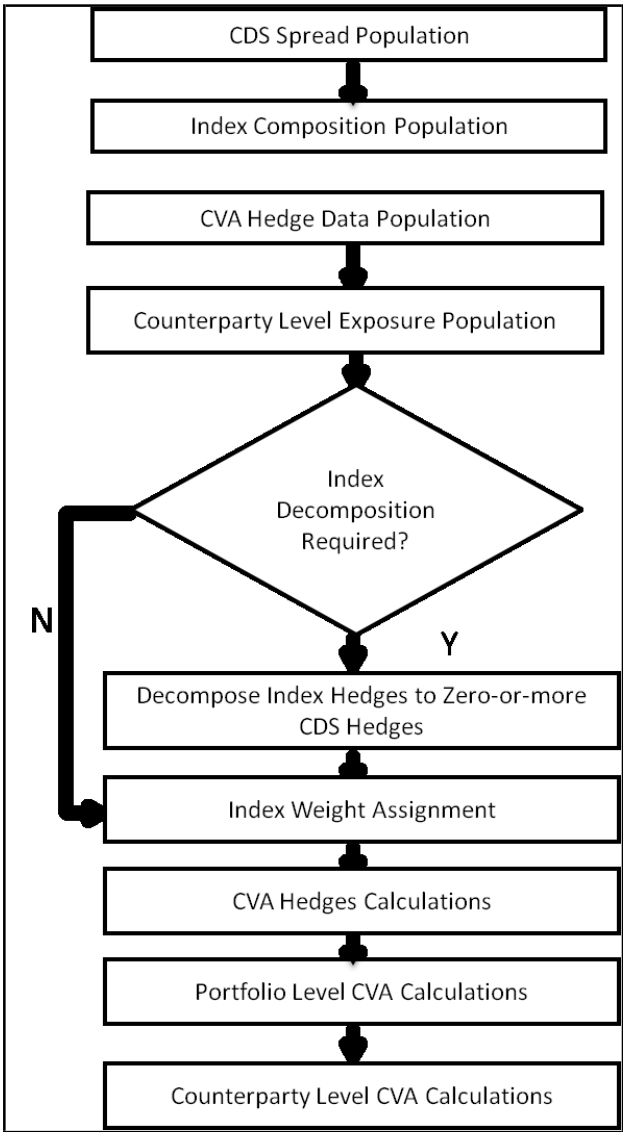 CDS Spread Population
Index Composition Population
CVA Hedge Data Population
Counterparty Level Exposure Population
Index
Decomposition
Required?
N
Y
Decompose Index Hedges to Zero-or-more
CDS Hedges
Index Weight Assignment
CVA Hedges Calculations
Portfolio Level CVA Calculations
Counterparty Level CVA Calculations